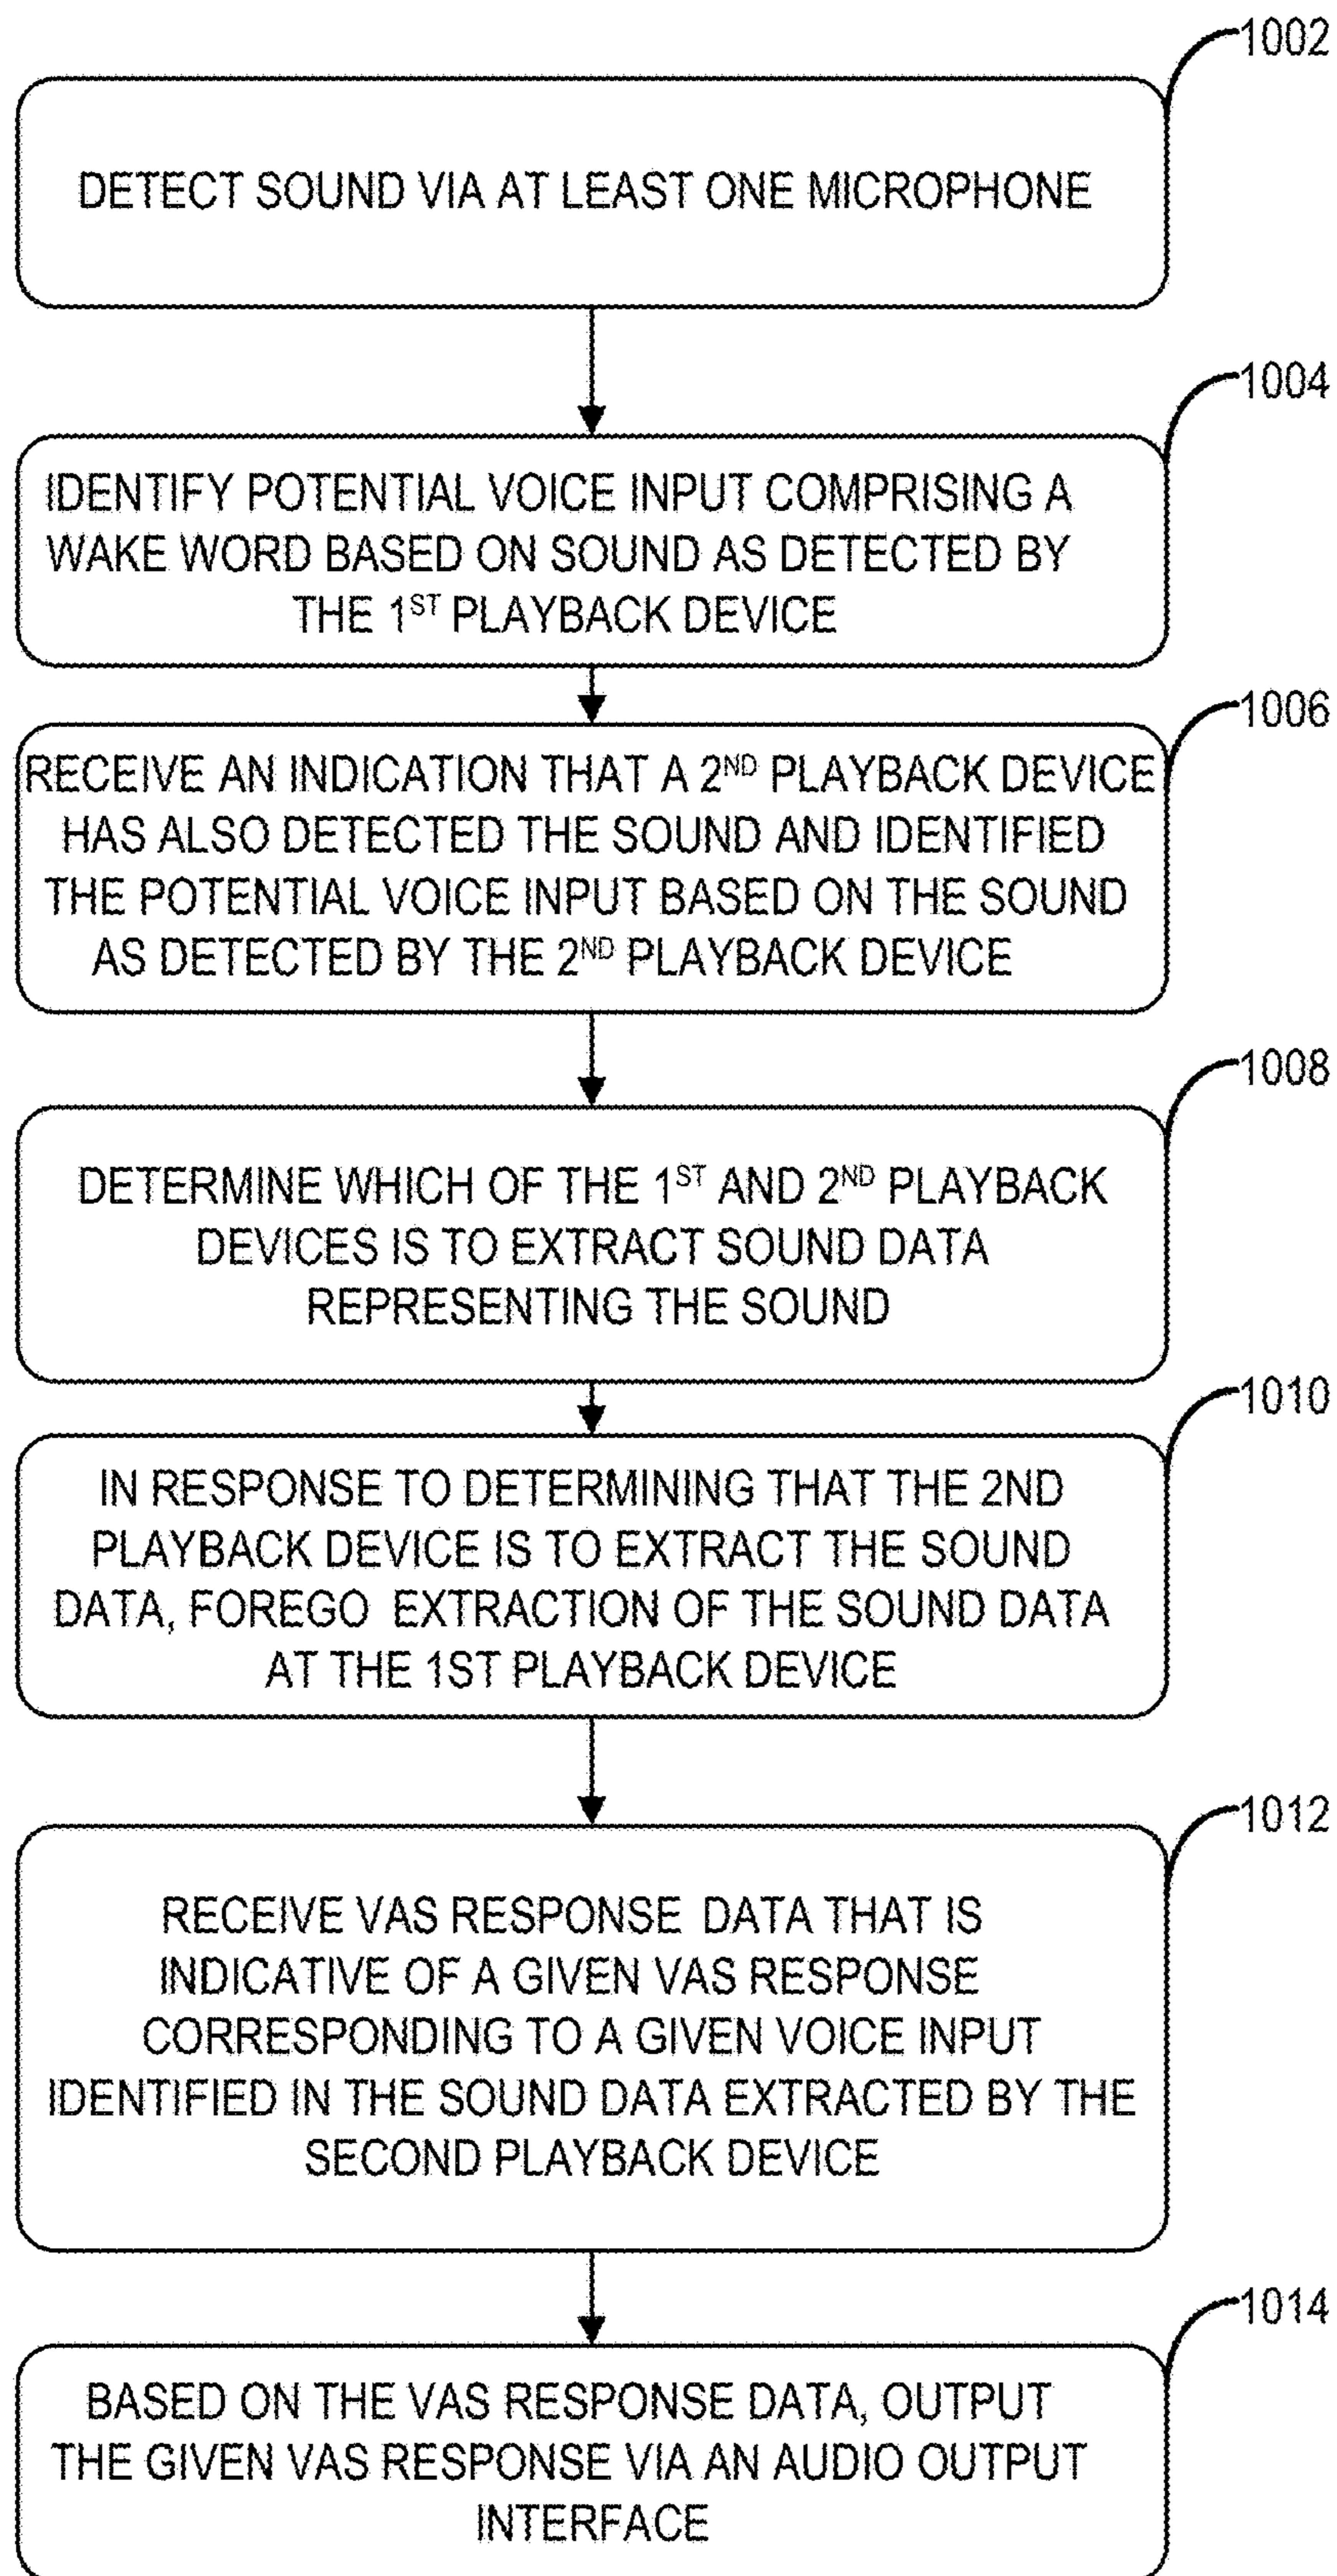 1002
DETECT SOUND VIA AT LEAST ONE MICROPHONE
1004
IDENTIFY POTENTIAL VOICE INPUT COMPRISING A
WAKE WORD BASED ON SOUND AS DETECTED BY
THE 1ST PLAYBACK DEVICE
1006
RECEIVE AN INDICATION THAT A 2ND PLAYBACK DEVICE
HAS ALSO DETECTED THE SOUND AND IDENTIFIED
THE POTENTIAL VOICE INPUT BASED ON THE SOUND
AS DETECTED BY THE 2ND PLAYBACK DEVICE
1008
DETERMINE WHICH OF THE 1ST AND 2ND PLAYBACK
DEVICES IS TO EXTRACT SOUND DATA
REPRESENTING THE SOUND
1010
IN RESPONSE TO DETERMINING THAT THE 2ND
PLAYBACK DEVICE IS TO EXTRACT THE SOUND
DATA, FOREGO EXTRACTION OF THE SOUND DATA
AT THE 1ST PLAYBACK DEVICE
1012
RECEIVE VAS RESPONSE DATA THAT IS
INDICATIVE OF A GIVEN VAS RESPONSE
CORRESPONDING TO A GIVEN VOICE INPUT
IDENTIFIED IN THE SOUND DATA EXTRACTED BY THE
SECOND PLAYBACK DEVICE
1014
BASED ON THE VAS RESPONSE DATA, OUTPUT
THE GIVEN VAS RESPONSE VIA AN AUDIO OUTPUT
INTERFACE